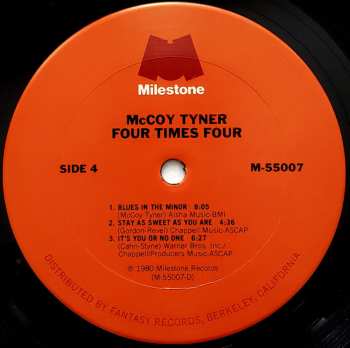 Milestone
McCOY TYNER
FOUR TIMES FOUR
SIDE 4
M-55007
1. BLUES IN THE MINOR 6:05
(McCoy Tyner) Aisha Music-BMI
2. STAY AS SWEET AS YOU ARE 4:36
(Gordon-Revel) Chappell Music-ASCAP
3. IT'S YOU OR NO ONE 6:27
(Cahn-Styne) Warner Bros. Inc./
Chappell/Producers Music-ASCAP
℗ 1980 Milestone Records
(M-55007-D)
DISTRIBUTED BY FANTASY RECORDS, BERKELEY, CALIFORNIA